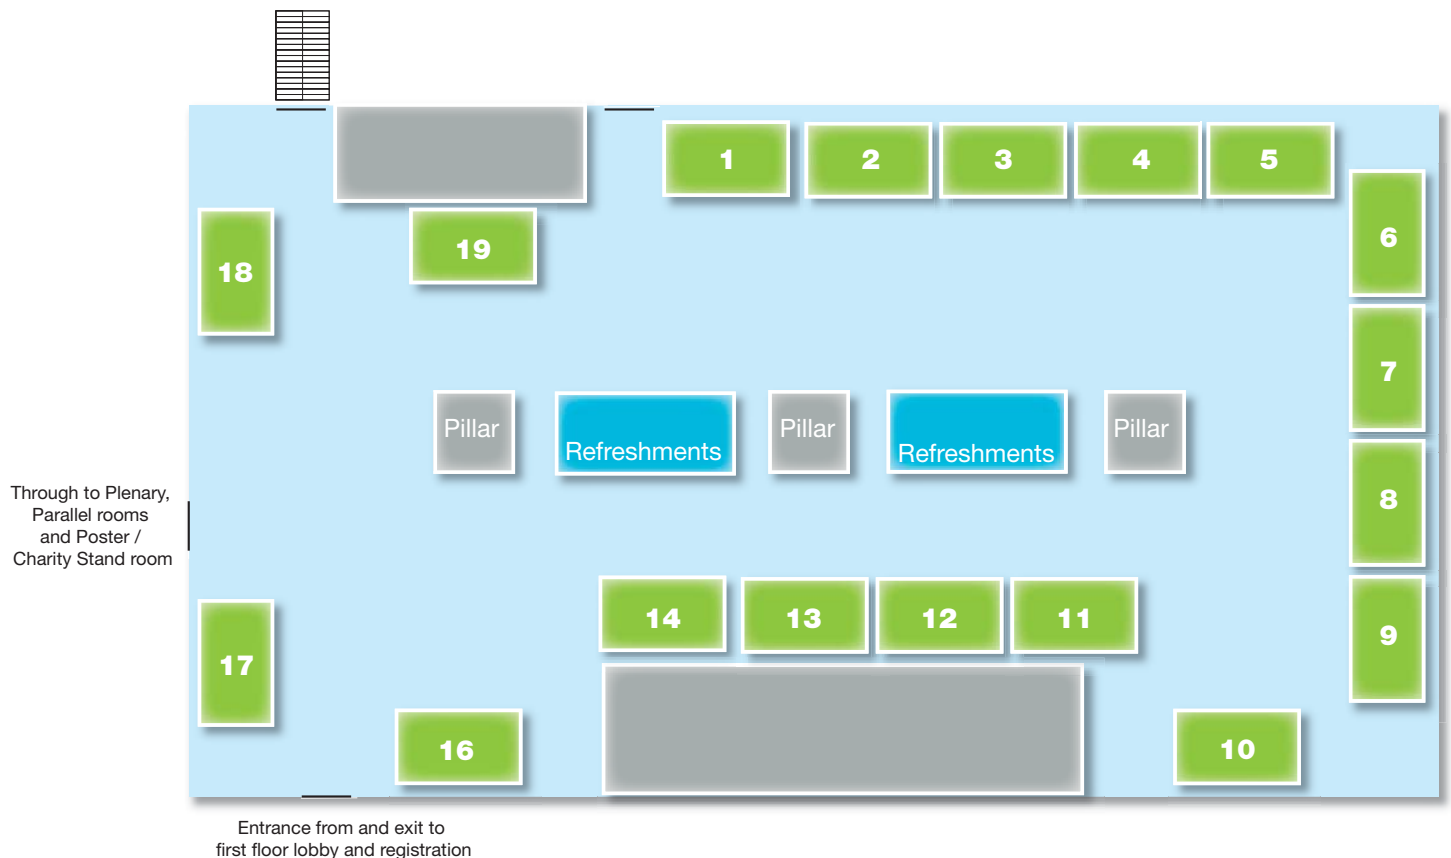 1
2
3
4
5
6
19
18
7
Pillar
Refreshments
Pillar
Refreshments
Pillar
8
Through to Plenary,
Parallel rooms
and Poster /
Charity Stand room
14
13
12
11
9
17
16
10
Entrance from and exit to
first floor lobby and registration